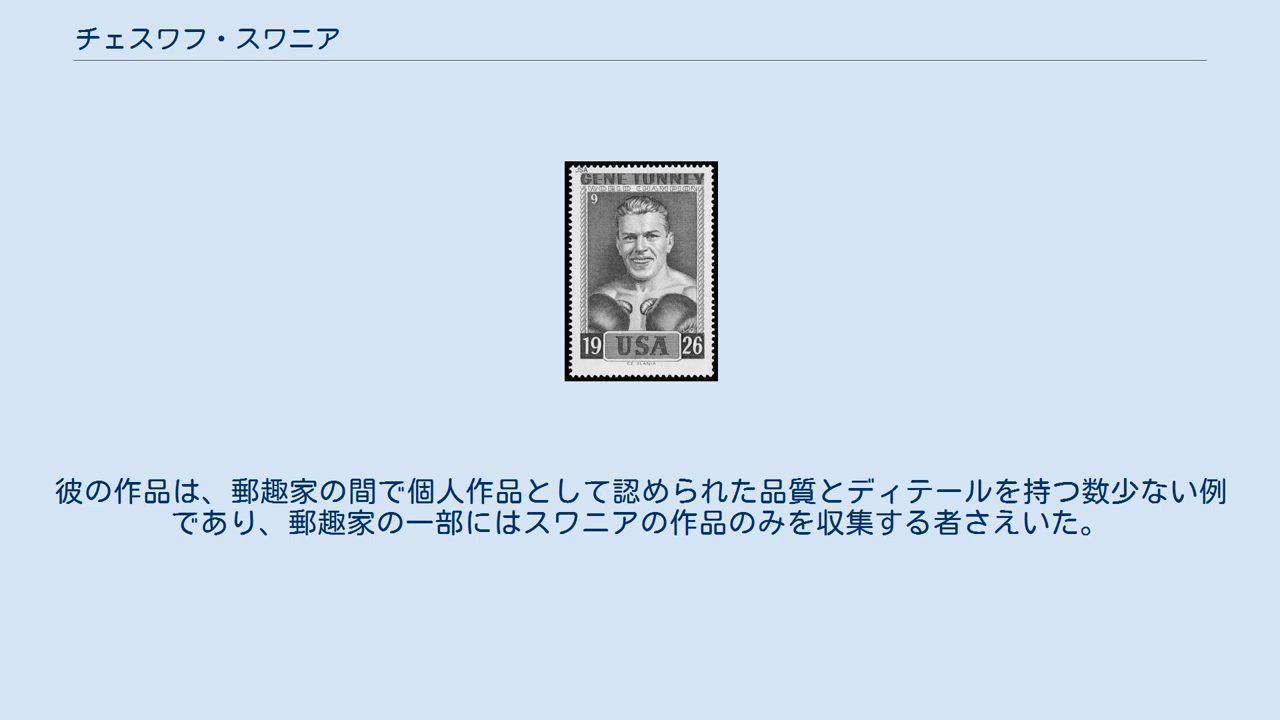 チェスワフ・スワニア
GENE TUNNEY
WORLD CHAMPION
9
19 USA 26
CZ. SLANIA
彼の作品は、郵趣家の間で個人作品として認められた品質とディテールを持つ数少ない例
であり、郵趣家の一部にはスワニアの作品のみを収集する者さえいた。